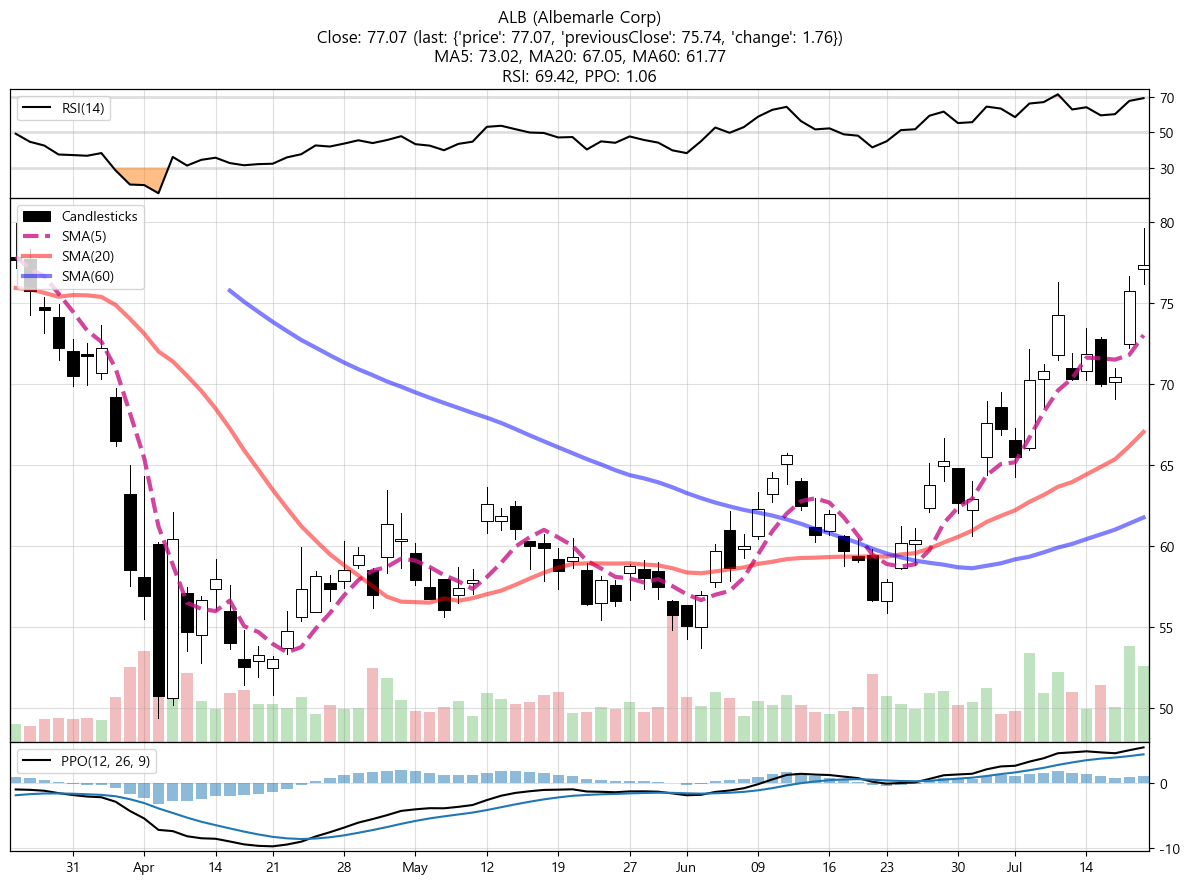 ALB (Albemarle Corp)
Close: 77.07 (last: {'price': 77.07, 'previousClose': 75.74, 'change': 1.76})
MA5: 73.02, MA20: 67.05, MA60: 61.77
RSI: 69.42, PPO: 1.06
RSI(14)
70
50
30
Candlesticks
SMA(5)
SMA(20)
SMA(60)
80
75
70
65
60
55
50
PPO(12, 26, 9)
0
-10
31 Apr 14 21 28 May 12 19 27 Jun 09 16 23 30 Jul 14